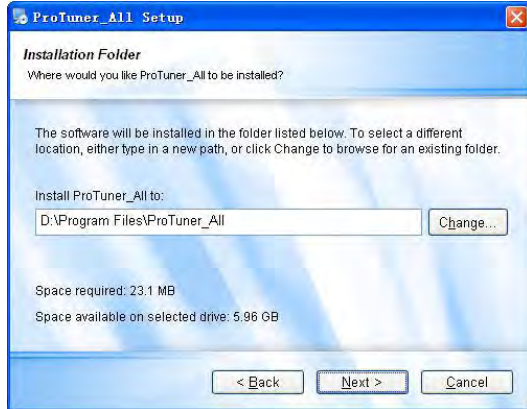 ProTuner_All Setup
Installation Folder
Where would you like ProTuner_All to be installed?
The software will be installed in the folder listed below. To select a different
location, either type in a new path, or click Change to browse for an existing folder.
Install ProTuner_All to:
D:\Program Files\ProTuner_All
Change...
Space required: 23.1 MB
Space available on selected drive: 5.96 GB
< Back Next > Cancel